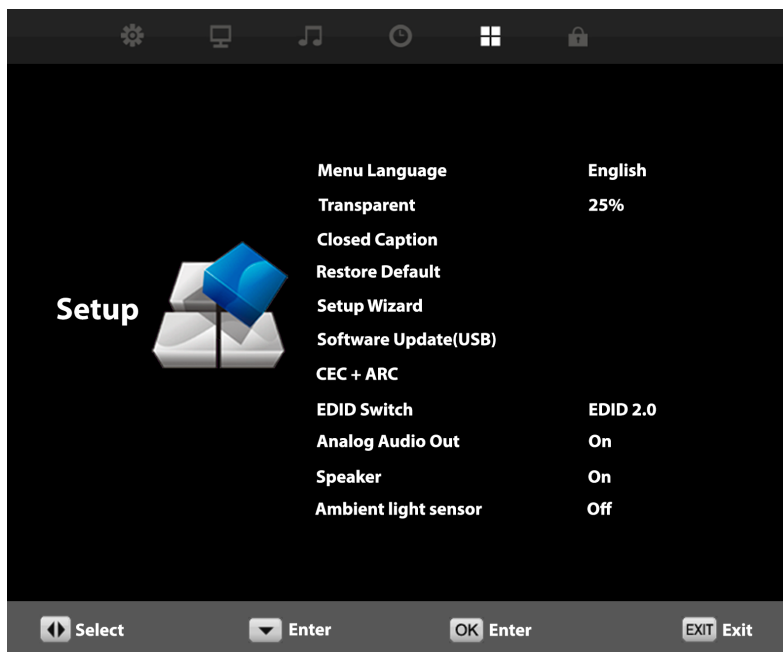 Menu Language English
Transparent 25%
Closed Caption
Restore Default
Setup
Setup Wizard
Software Update(USB)
CEC + ARC
EDID Switch EDID 2.0
Analog Audio Out On
Speaker On
Ambient light sensor Off
Select Enter OK Enter EXIT Exit